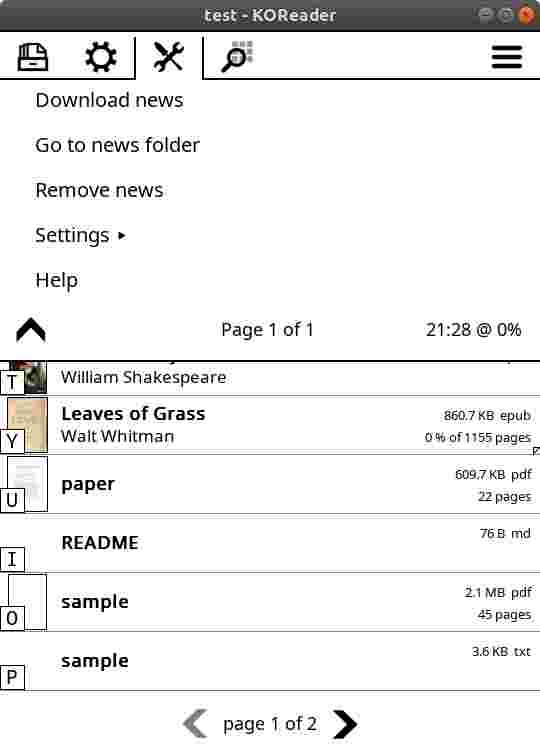 test - KOReader
Download news
Go to news folder
Remove news
Settings ▸
Help
Page 1 of 1
21:28 @ 0%
T
William Shakespeare
Leaves of Grass
860.7 KB epub
Y
Walt Whitman
0 % of 1155 pages
U
paper
609.7 KB pdf
22 pages
I
README
76 B md
O
sample
2.1 MB pdf
45 pages
P
sample
3.6 KB txt
page 1 of 2